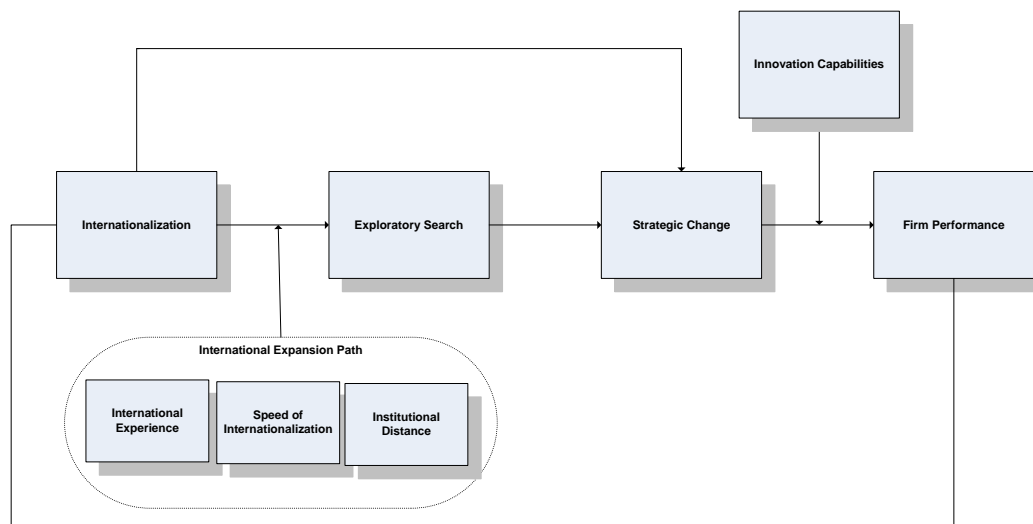 Innovation Capabilities
Internationalization
Exploratory Search
Strategic Change
Firm Performance
International Expansion Path
International
Experience
Speed of
Internationalization
Institutional
Distance